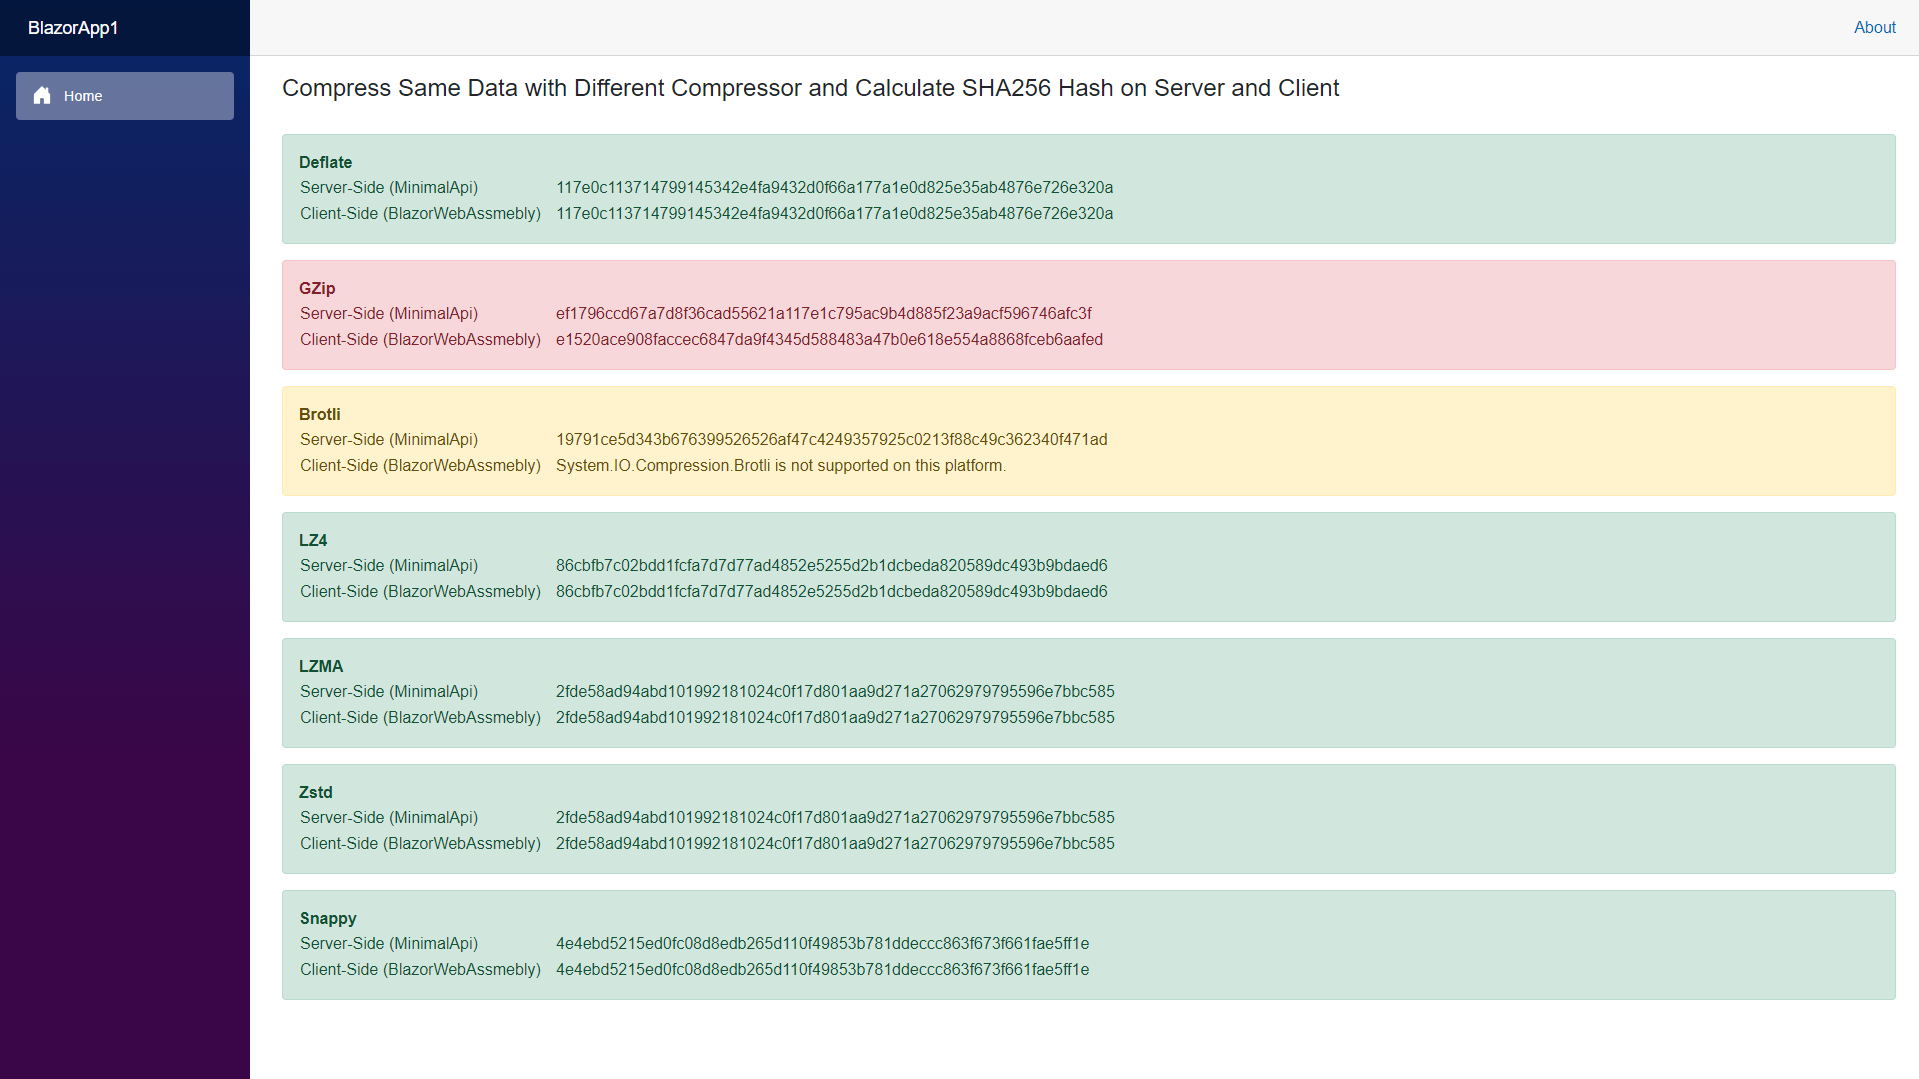 BlazorApp1
About
Home
Compress Same Data with Different Compressor and Calculate SHA256 Hash on Server and Client
Deflate
Server-Side (MinimalApi) 117e0c113714799145342e4fa9432d0f66a177a1e0d825e35ab4876e726e320a
Client-Side (BlazorWebAssmebly) 117e0c113714799145342e4fa9432d0f66a177a1e0d825e35ab4876e726e320a
GZip
Server-Side (MinimalApi) ef1796ccd67a7d8f36cad55621a117e1c795ac9b4d885f23a9acf596746afc3f
Client-Side (BlazorWebAssmebly) e1520ace908faccec6847da9f4345d588483a47b0e618e554a8868fceb6aafed
Brotli
Server-Side (MinimalApi) 19791ce5d343b676399526526af47c4249357925c0213f88c49c362340f471ad
Client-Side (BlazorWebAssmebly) System.IO.Compression.Brotli is not supported on this platform.
LZ4
Server-Side (MinimalApi) 86cbfb7c02bdd1fcfa7d7d77ad4852e5255d2b1dcbeda820589dc493b9bdaed6
Client-Side (BlazorWebAssmebly) 86cbfb7c02bdd1fcfa7d7d77ad4852e5255d2b1dcbeda820589dc493b9bdaed6
LZMA
Server-Side (MinimalApi) 2fde58ad94abd101992181024c0f17d801aa9d271a27062979795596e7bbc585
Client-Side (BlazorWebAssmebly) 2fde58ad94abd101992181024c0f17d801aa9d271a27062979795596e7bbc585
Zstd
Server-Side (MinimalApi) 2fde58ad94abd101992181024c0f17d801aa9d271a27062979795596e7bbc585
Client-Side (BlazorWebAssmebly) 2fde58ad94abd101992181024c0f17d801aa9d271a27062979795596e7bbc585
Snappy
Server-Side (MinimalApi) 4e4ebd5215ed0fc08d8edb265d110f49853b781ddeccc863f673f661fae5ff1e
Client-Side (BlazorWebAssmebly) 4e4ebd5215ed0fc08d8edb265d110f49853b781ddeccc863f673f661fae5ff1e